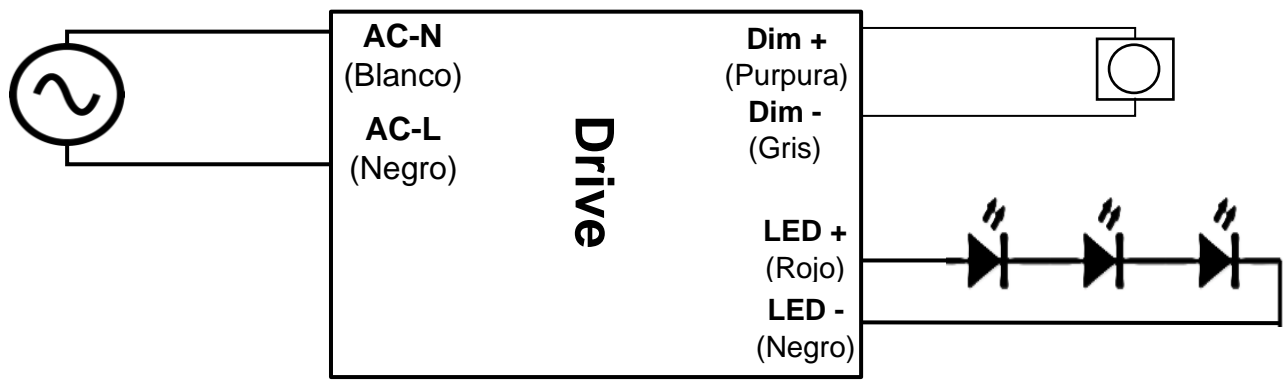 AC-N
(Blanco)
AC-L
(Negro)
Drive
Dim +
(Purpura)
Dim -
(Gris)
LED +
(Rojo)
LED -
(Negro)